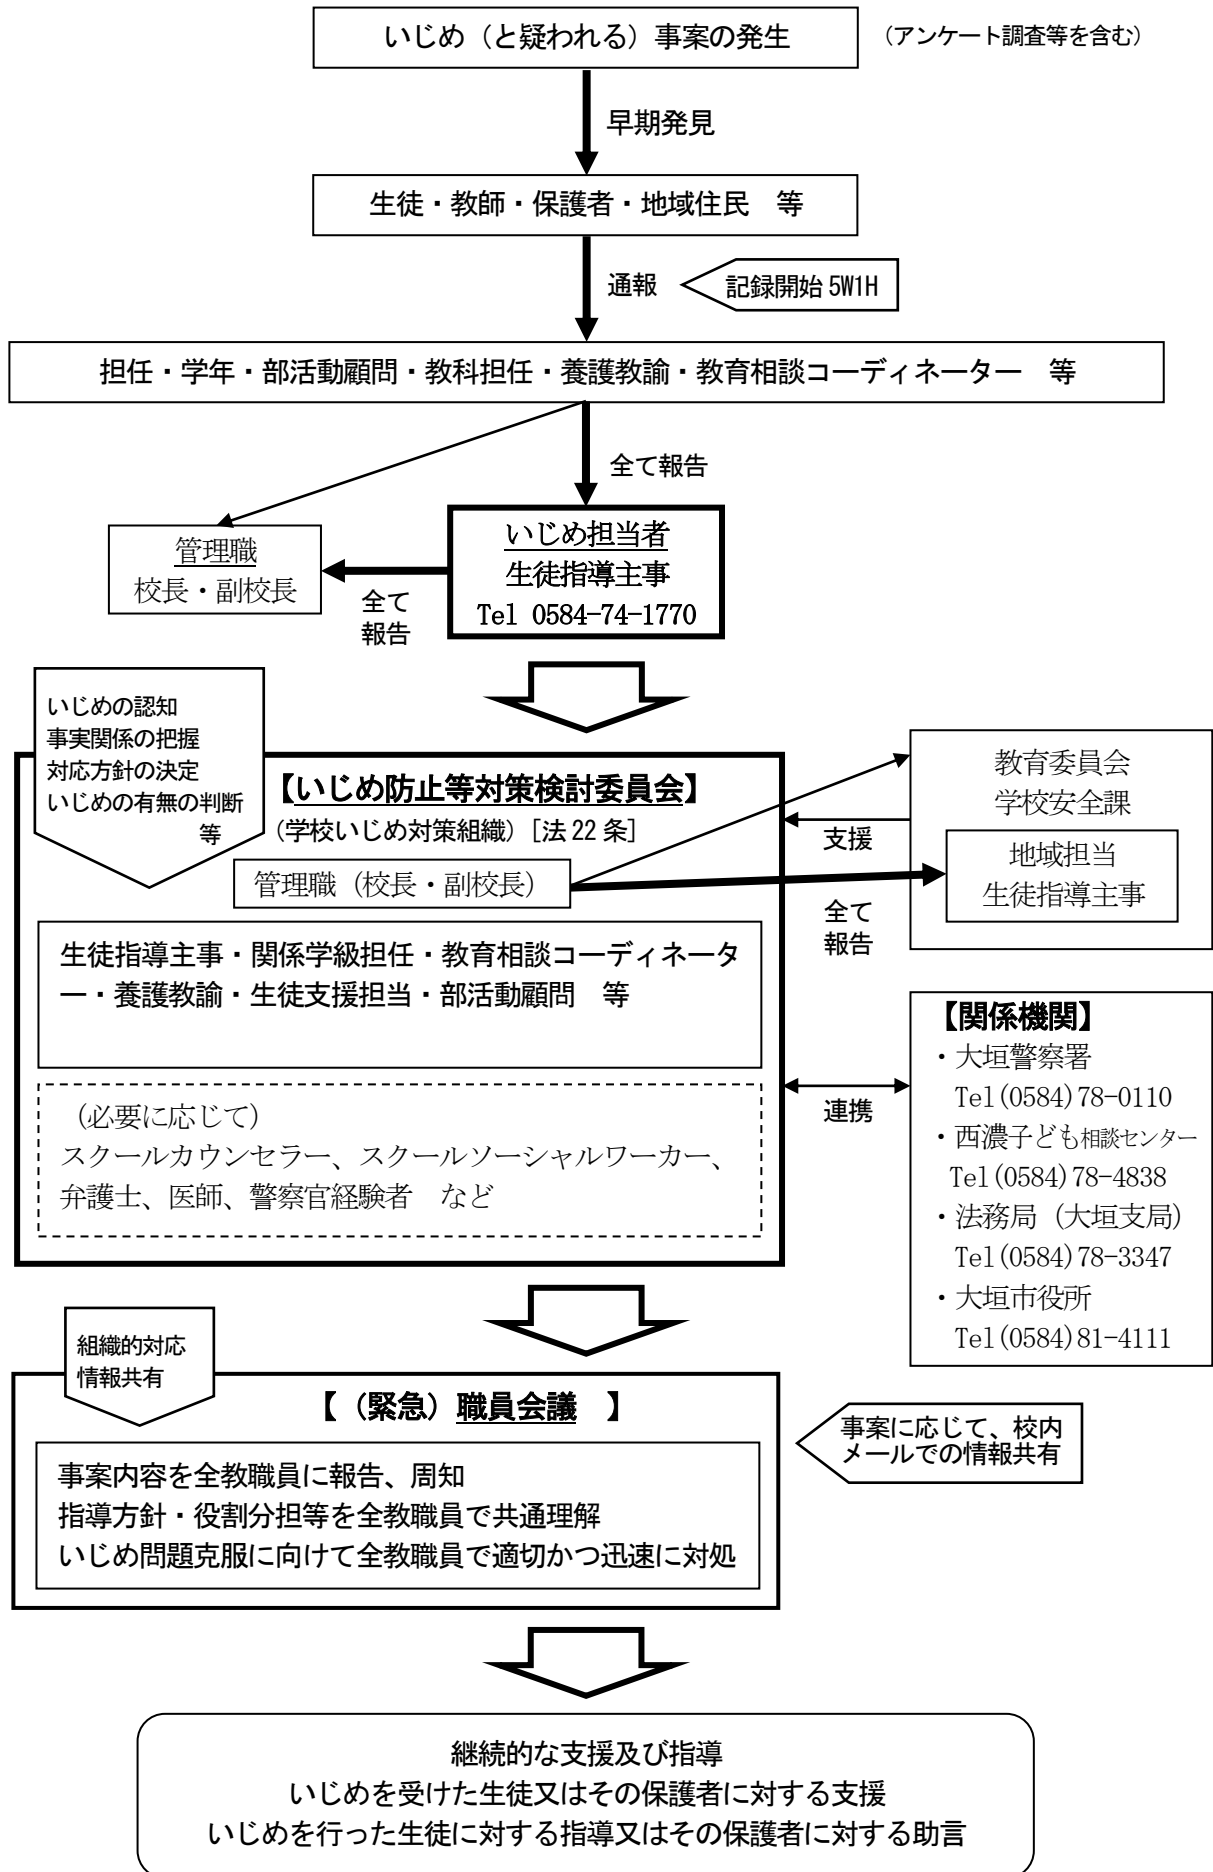 いじめ（と疑われる）事案の発生
（アンケート調査等を含む）
早期発見
生徒・教師・保護者・地域住民　等
通報
記録開始 5W1H
担任・学年・部活動顧問・教科担任・養護教諭・教育相談コーディネーター　等
全て報告
いじめ担当者
生徒指導主事
Tel 0584-74-1770
管理職
校長・副校長
全て
報告
いじめの認知
事実関係の把握
対応方針の決定
いじめの有無の判断
等
【いじめ防止等対策検討委員会】
（学校いじめ対策組織）［法 22 条］
管理職（校長・副校長）
生徒指導主事・関係学級担任・教育相談コーディネータ
ー・養護教諭・生徒支援担当・部活動顧問　等
（必要に応じて）
スクールカウンセラー、スクールソーシャルワーカー、
弁護士、医師、警察官経験者　など
教育委員会
学校安全課
地域担当
生徒指導主事
支援
全て
報告
連携
【関係機関】
・大垣警察署
Tel(0584)78-0110
・西濃子ども相談センター
Tel(0584)78-4838
・法務局（大垣支局）
Tel(0584)78-3347
・大垣市役所
Tel(0584)81-4111
組織的対応
情報共有
【（緊急）職員会議　】
事案内容を全教職員に報告、周知
指導方針・役割分担等を全教職員で共通理解
いじめ問題克服に向けて全教職員で適切かつ迅速に対処
事案に応じて、校内
メールでの情報共有
継続的な支援及び指導
いじめを受けた生徒又はその保護者に対する支援
いじめを行った生徒に対する指導又はその保護者に対する助言